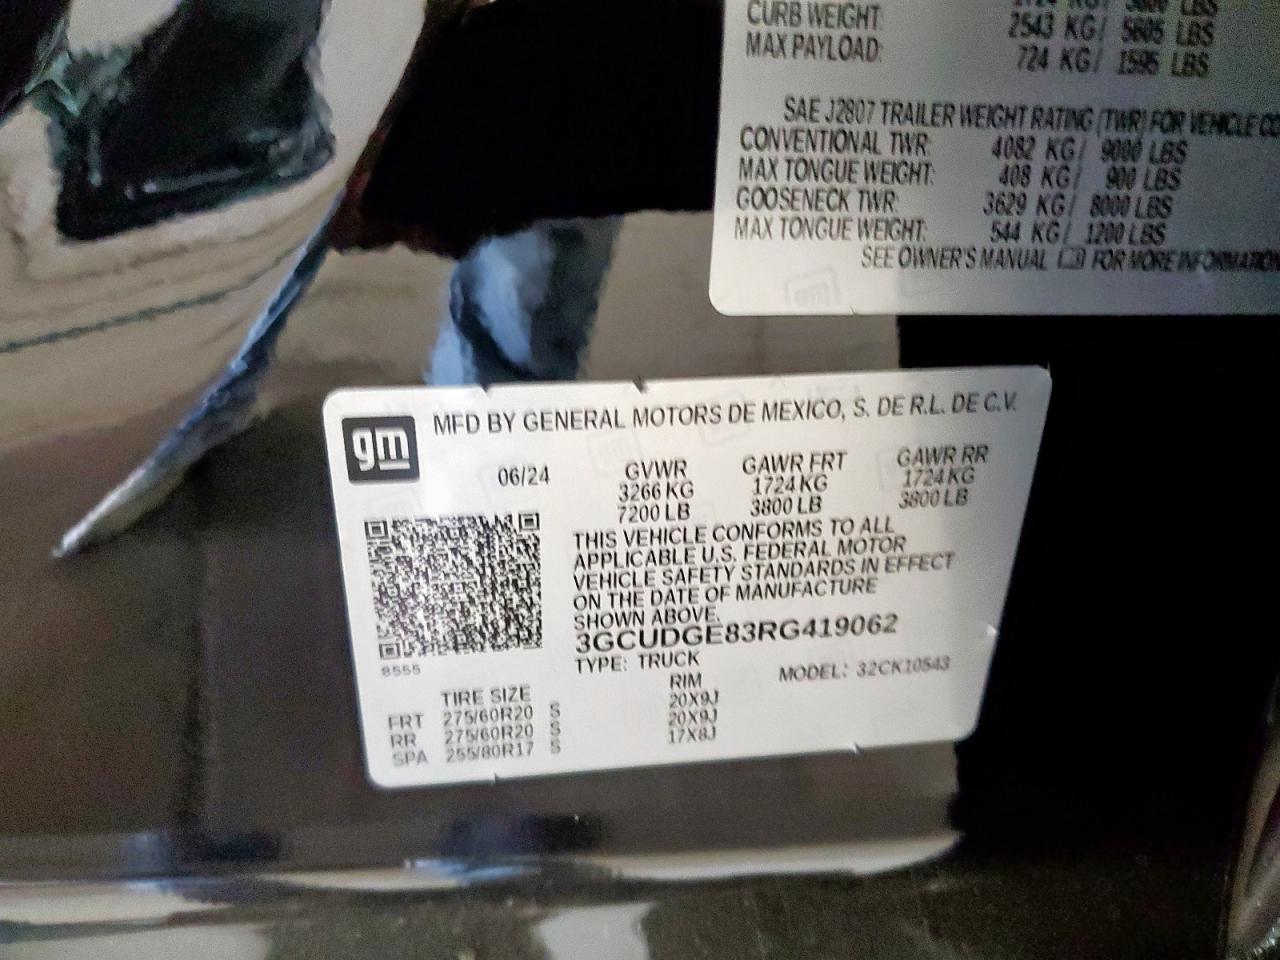 CURB WEIGHT: 2543 KG/ 5605 LBS
MAX PAYLOAD: 724 KG/ 1595 LBS
SAE J2807 TRAILER WEIGHT RATING (TWR) FOR VEHICLE
CONVENTIONAL TWR: 4082 KG/ 9000 LBS
MAX TONGUE WEIGHT: 408 KG/ 900 LBS
GOOSENECK TWR: 3629 KG/ 8000 LBS
MAX TONGUE WEIGHT: 544 KG/ 1200 LBS
SEE OWNER'S MANUAL FOR MORE INFORMATION
gm
MFD BY GENERAL MOTORS DE MEXICO, S. DE R.L. DE C.V.
06/24 GVWR GAWR FRT GAWR RR
3266 KG 1724 KG 1724 KG
7200 LB 3800 LB 3800 LB
THIS VEHICLE CONFORMS TO ALL
APPLICABLE U.S. FEDERAL MOTOR
VEHICLE SAFETY STANDARDS IN EFFECT
ON THE DATE OF MANUFACTURE
SHOWN ABOVE.
3GCUDGE83RG419062
8555
TYPE: TRUCK MODEL: 32CK10543
TIRE SIZE RIM
FRT 275/60R20 S 20X9J
RR 275/60R20 S 20X9J
SPA 255/80R17 S 17X8J